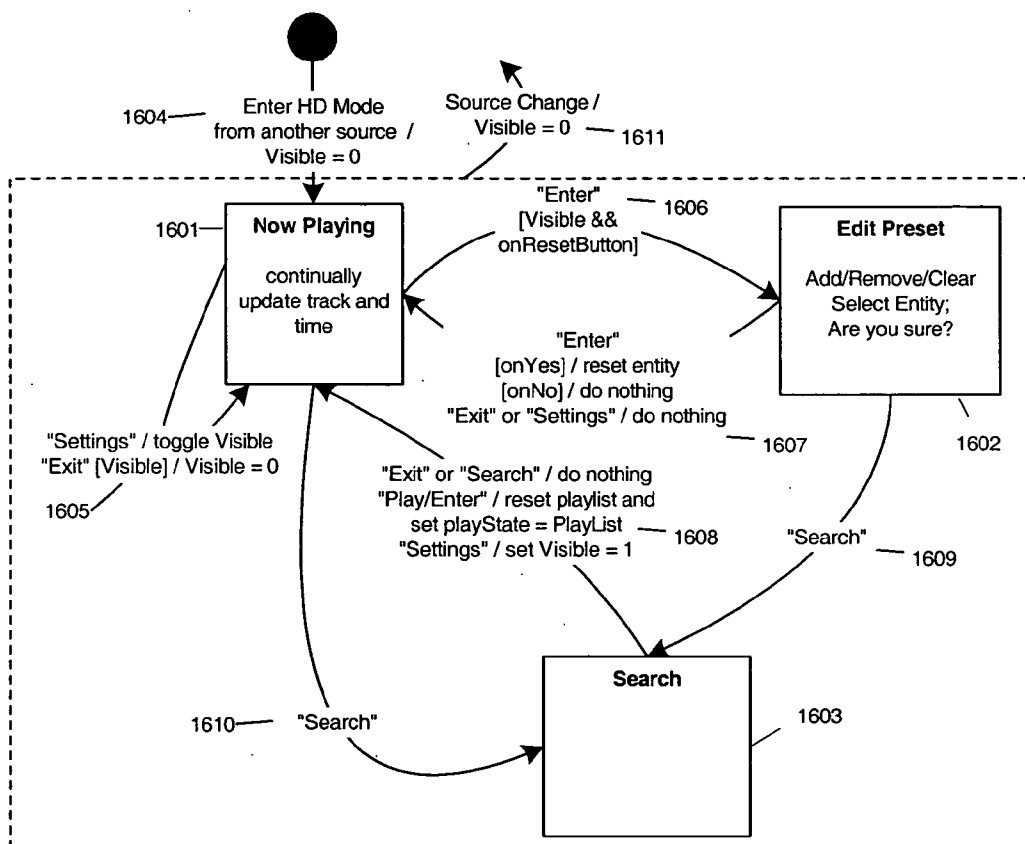 1604
Enter HD Mode
from another source /
Visible = 0
Source Change /
Visible = 0
1611
1601
Now Playing
continually
update track and
time
"Enter"
[Visible &&
onResetButton]
1606
Edit Preset
Add/Remove/Clear
Select Entity;
Are you sure?
1602
"Enter"
[onYes] / reset entity
[onNo] / do nothing
"Exit" or "Settings" / do nothing
1607
"Settings" / toggle Visible
"Exit" [Visible] / Visible = 0
1605
"Exit" or "Search" / do nothing
"Play/Enter" / reset playlist and
set playState = PlayList
"Settings" / set Visible = 1
1608
"Search"
1609
1610
"Search"
Search
1603